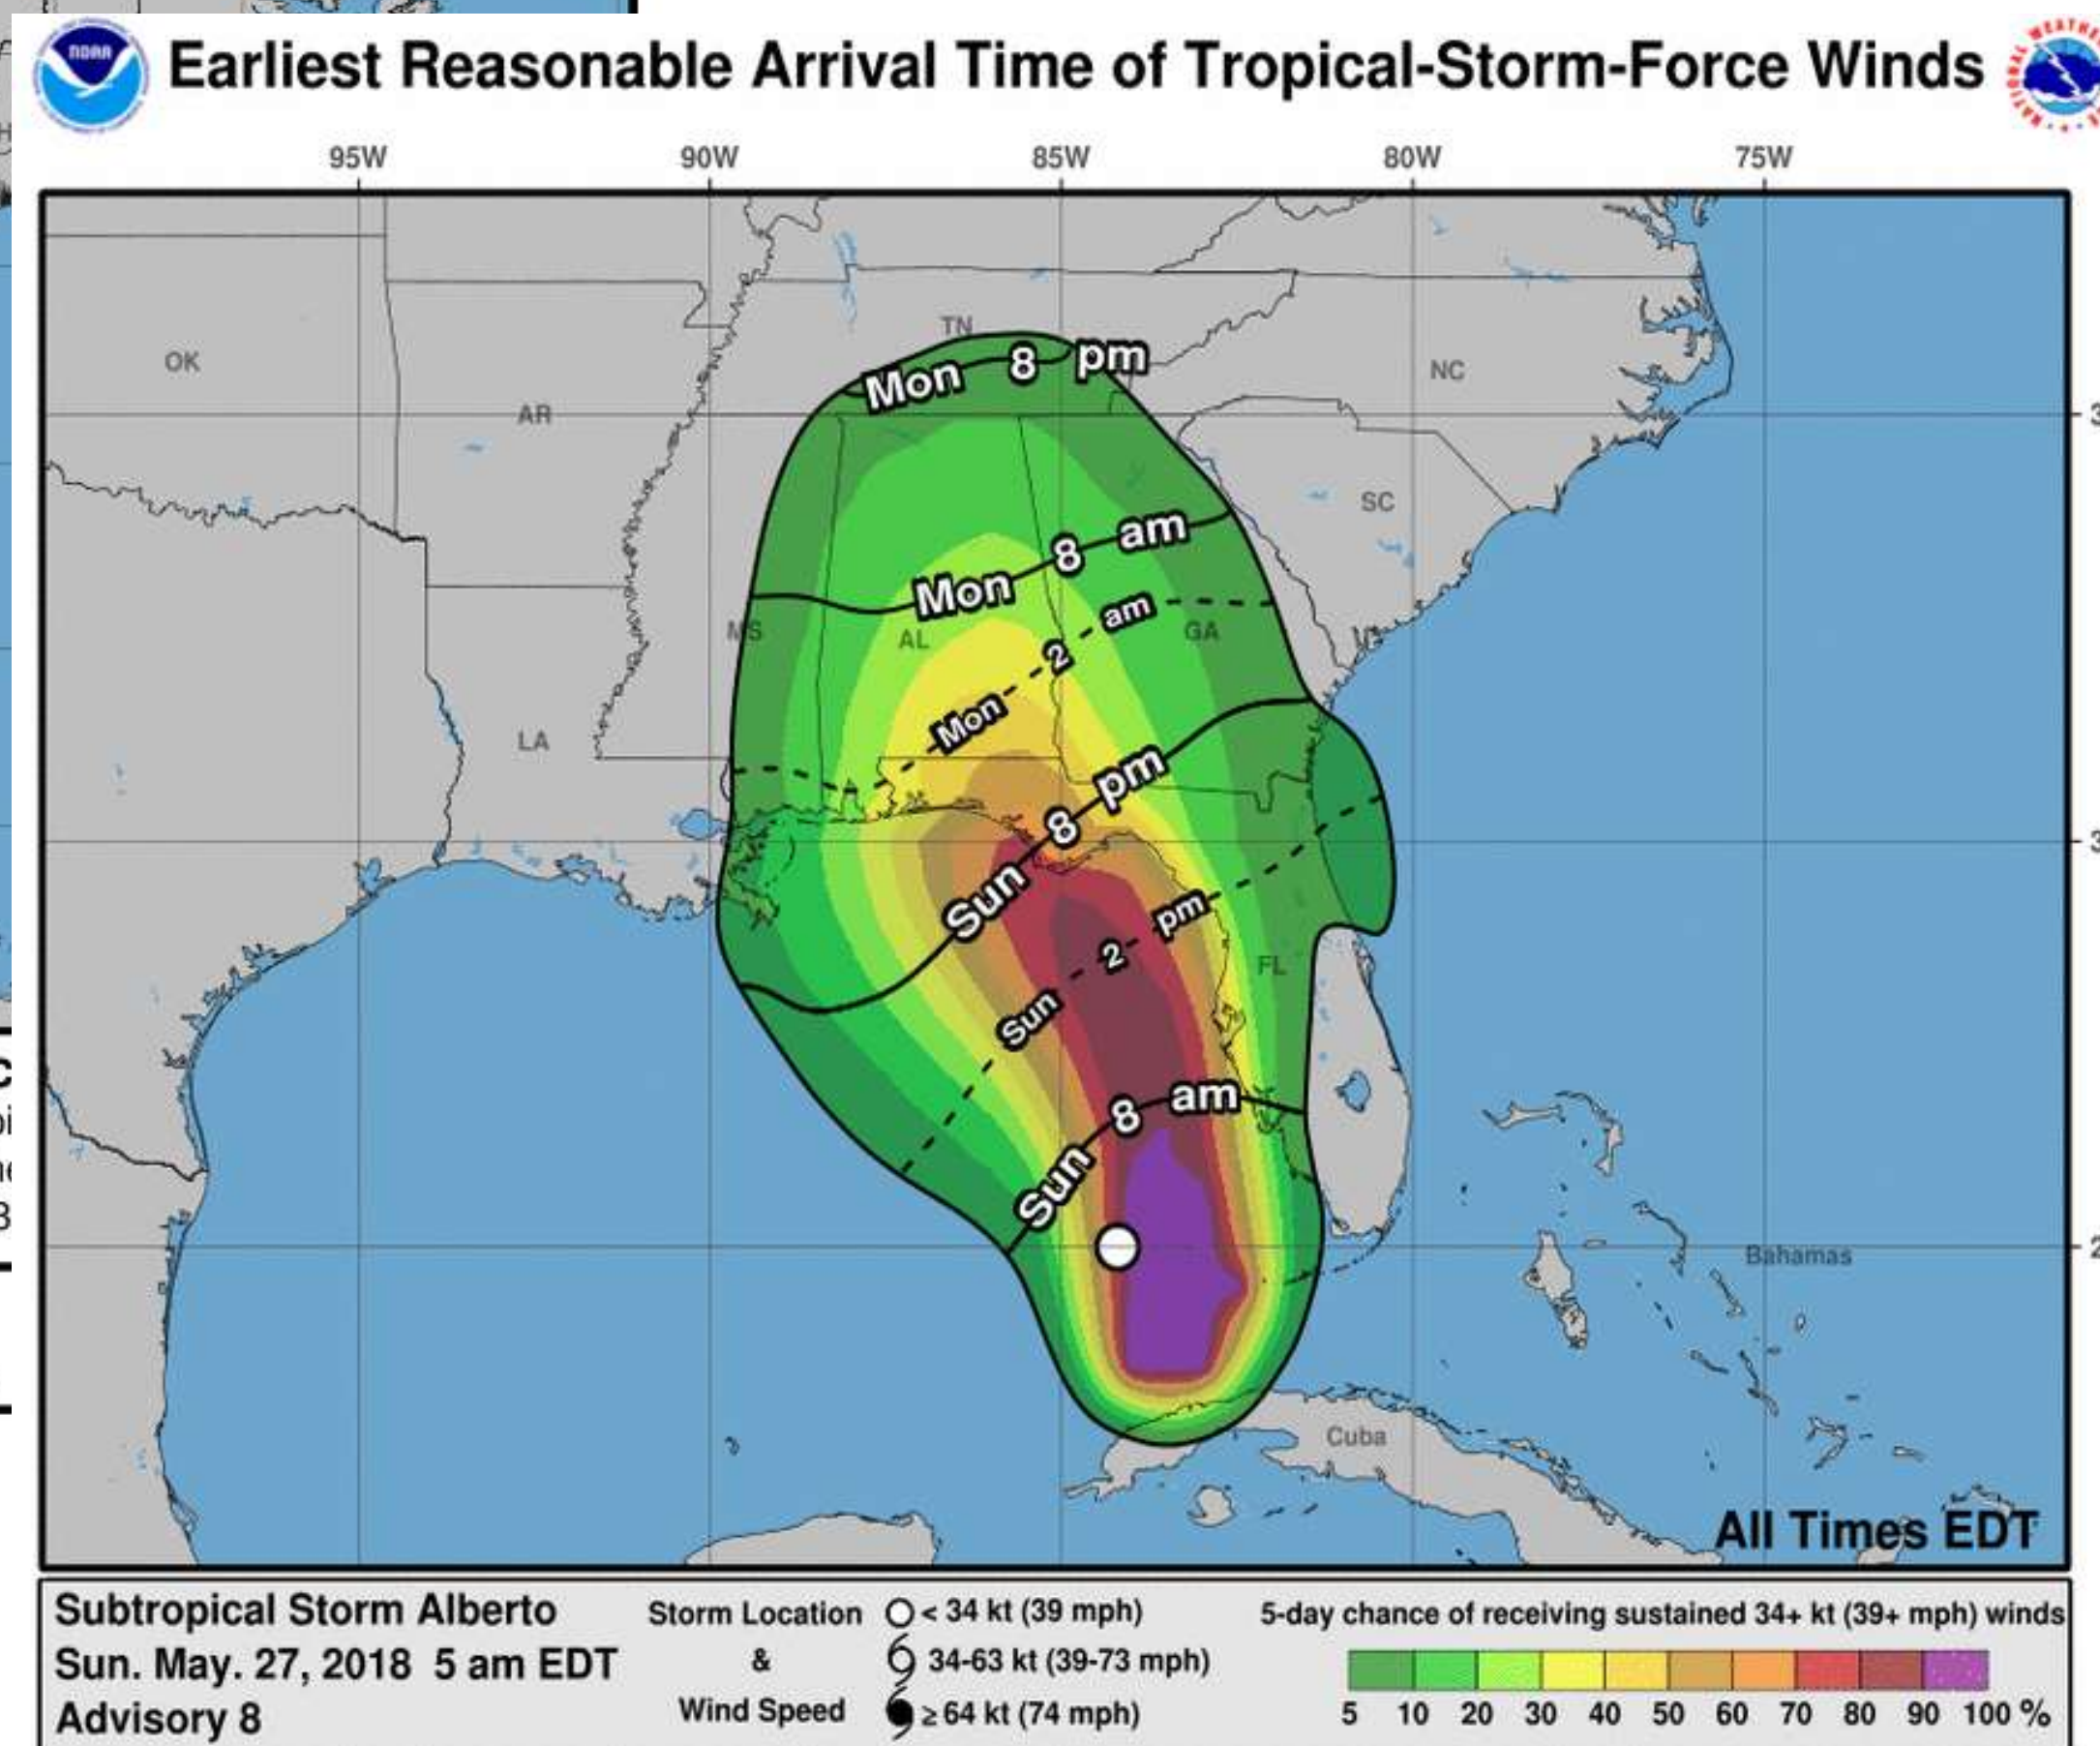 Earliest Reasonable Arrival Time of Tropical-Storm-Force Winds
NOAA
95W 90W 85W 80W 75W
TN
OK
NC
AR
Mon 8 pm
SC
Mon 8 am
MS
AL
GA
Mon 2 am
LA
Sun 8 pm
FL
Sun 2 pm
Sun 8 am
Bahamas
Cuba
All Times EDT
Subtropical Storm Alberto
Sun. May. 27, 2018 5 am EDT
Advisory 8
Storm Location
&
Wind Speed
< 34 kt (39 mph)
34-63 kt (39-73 mph)
≥ 64 kt (74 mph)
5-day chance of receiving sustained 34+ kt (39+ mph) winds
5 10 20 30 40 50 60 70 80 90 100 %